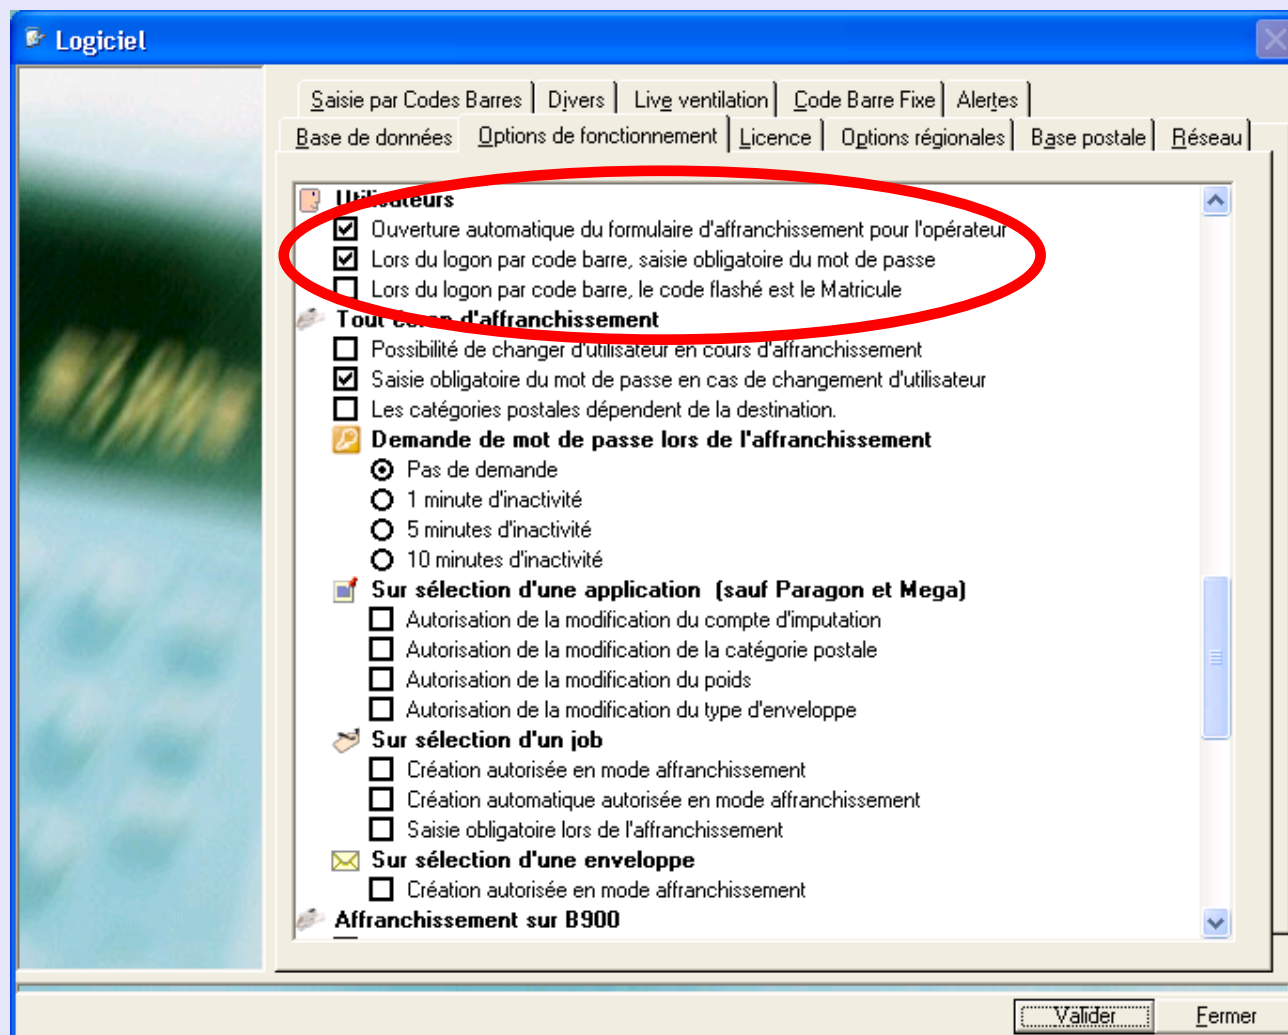 Logiciel
Saisie par Codes Barres Divers Live ventilation Code Barre Fixe Alertes
Base de données Options de fonctionnement Licence Options régionales Base postale Réseau
Utilisateurs
Ouverture automatique du formulaire d'affranchissement pour l'opérateur
Lors du logon par code barre, saisie obligatoire du mot de passe
Lors du logon par code barre, le code flashé est le Matricule
Tout écran d'affranchissement
Possibilité de changer d'utilisateur en cours d'affranchissement
Saisie obligatoire du mot de passe en cas de changement d'utilisateur
Les catégories postales dépendent de la destination.
Demande de mot de passe lors de l'affranchissement
Pas de demande
1 minute d'inactivité
5 minutes d'inactivité
10 minutes d'inactivité
Sur sélection d'une application (sauf Paragon et Mega)
Autorisation de la modification du compte d'imputation
Autorisation de la modification de la catégorie postale
Autorisation de la modification du poids
Autorisation de la modification du type d'enveloppe
Sur sélection d'un job
Création autorisée en mode affranchissement
Création automatique autorisée en mode affranchissement
Saisie obligatoire lors de l'affranchissement
Sur sélection d'une enveloppe
Création autorisée en mode affranchissement
Affranchissement sur B900
Valider Fermer